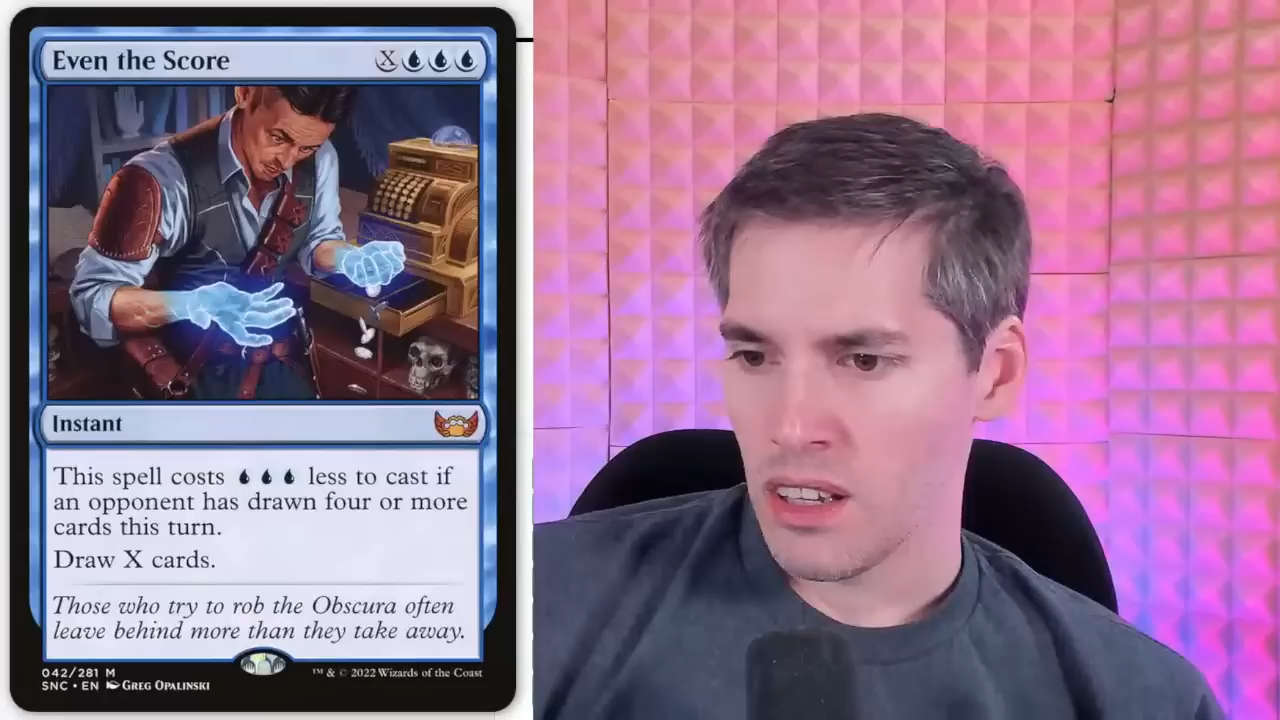 Even the Score X
Instant
This spell costs less to cast if
an opponent has drawn four or more
cards this turn.
Draw X cards.
Those who try to rob the Obscura often
leave behind more than they take away.
042/281 M
SNC • EN Greg Opalinski
™ & © 2022 Wizards of the Coast